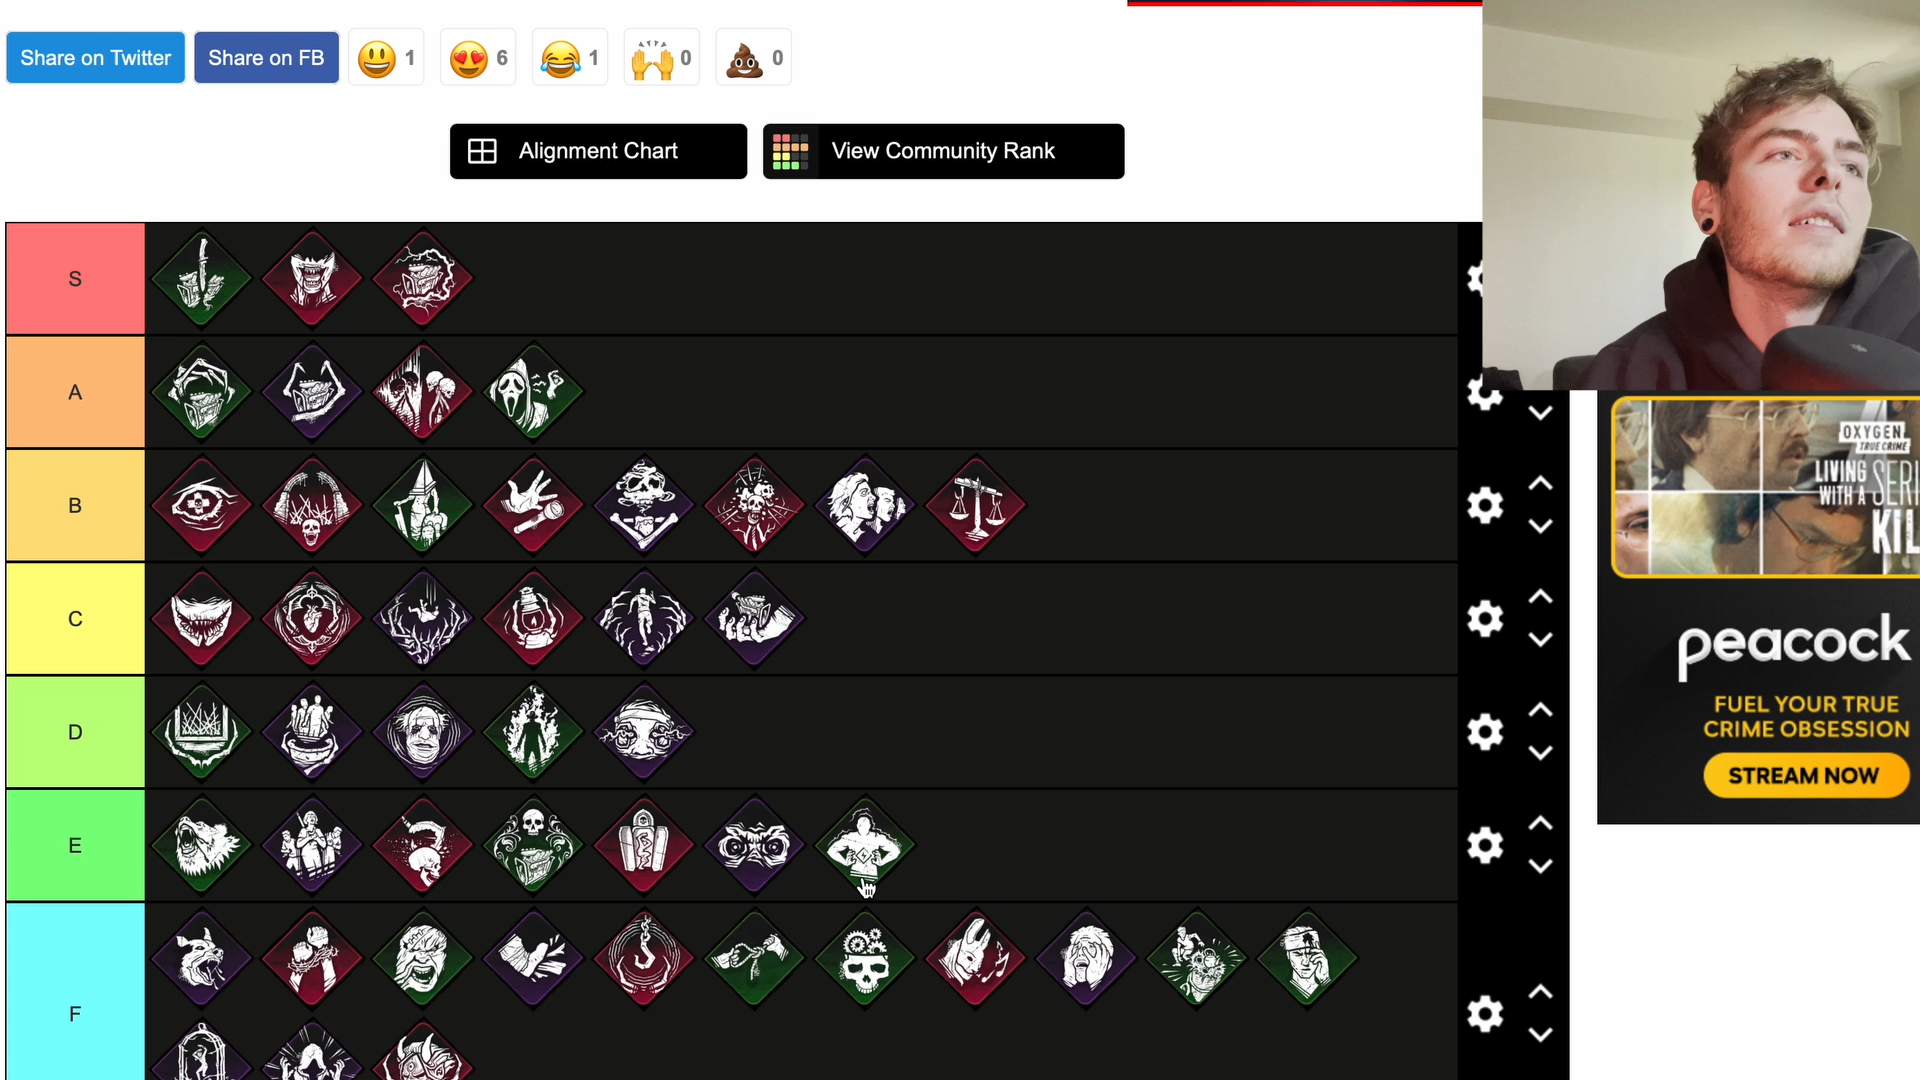 Share on Twitter
Share on FB
1
6
1
0
0
Alignment Chart
View Community Rank
S
A
B
C
D
E
F
OXYGEN
TRUE CRIME
LIVING
WITH A
peacock
FUEL YOUR TRUE
CRIME OBSESSION
STREAM NOW